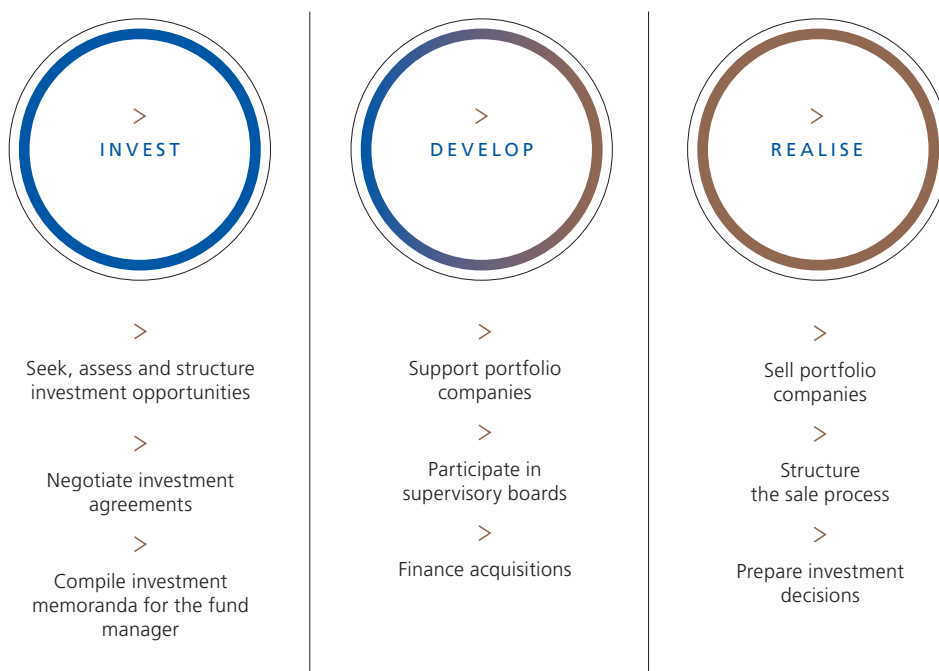 INVEST
Seek, assess and structure
investment opportunities
Negotiate investment
agreements
Compile investment
memoranda for the fund
manager
DEVELOP
Support portfolio
companies
Participate in
supervisory boards
Finance acquisitions
REALISE
Sell portfolio
companies
Structure
the sale process
Prepare investment
decisions